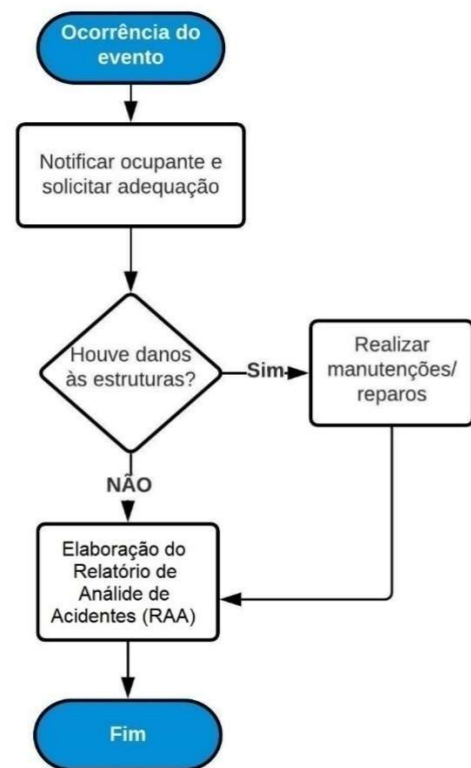 Ocorrência do
evento
Notificar ocupante e
solicitar adequação
Houve danos
às estruturas?
Sim
Realizar
manutenções/
reparos
NÃO
Elaboração do
Relatório de
Análide de
Acidentes (RAA)
Fim